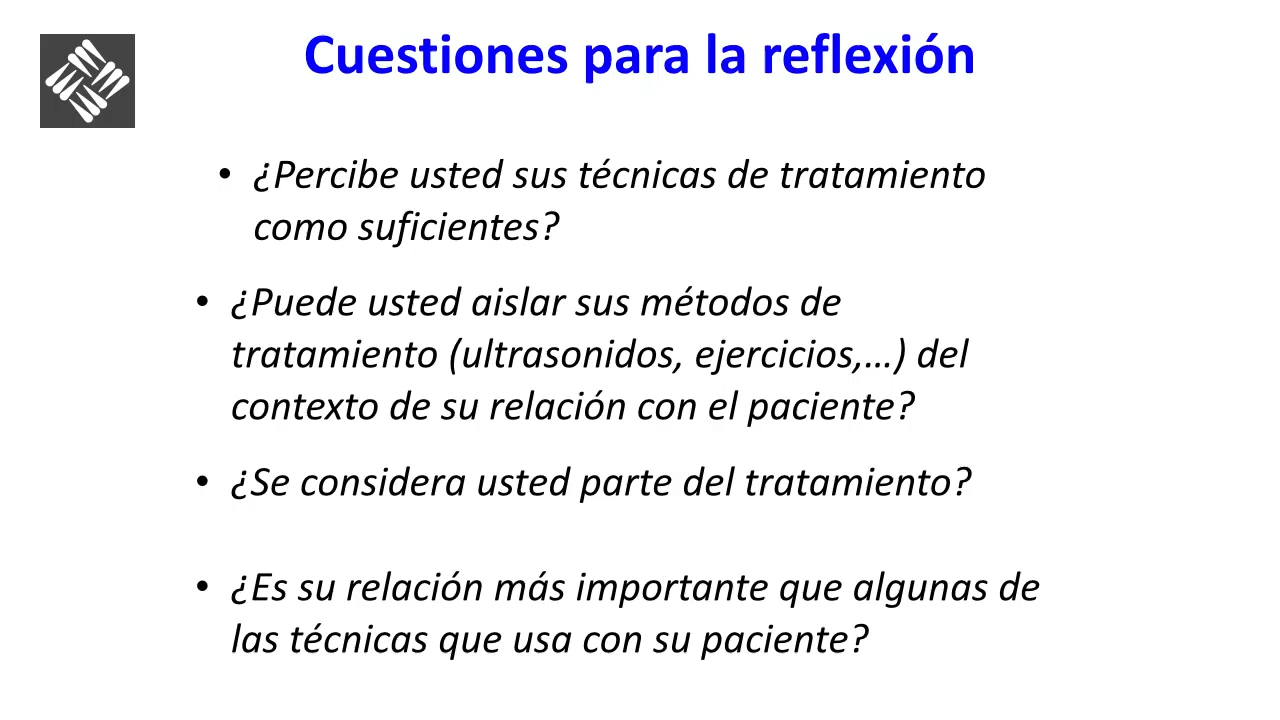 Cuestiones para la reflexión
• ¿Percibe usted sus técnicas de tratamiento
como suficientes?
• ¿Puede usted aislar sus métodos de
tratamiento (ultrasonidos, ejercicios,…) del
contexto de su relación con el paciente?
• ¿Se considera usted parte del tratamiento?
• ¿Es su relación más importante que algunas de
las técnicas que usa con su paciente?